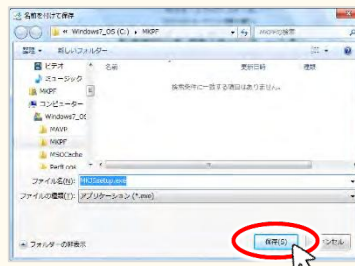 名前を付けて保存
Windows7_OS (C:) ▸ MKPF
MKPFの検索
整理 ▾ 新しいフォルダー
ビデオ
ミュージック
MKPF
コンピューター
Windows7_OS
MAVP
MKPF
MSOCache
PerfLogs
名前
更新日時
種類
検索条件に一致する項目はありません。
ファイル名(N):
ファイルの種類(T): アプリケーション (*.exe)
フォルダーの非表示
保存(S)